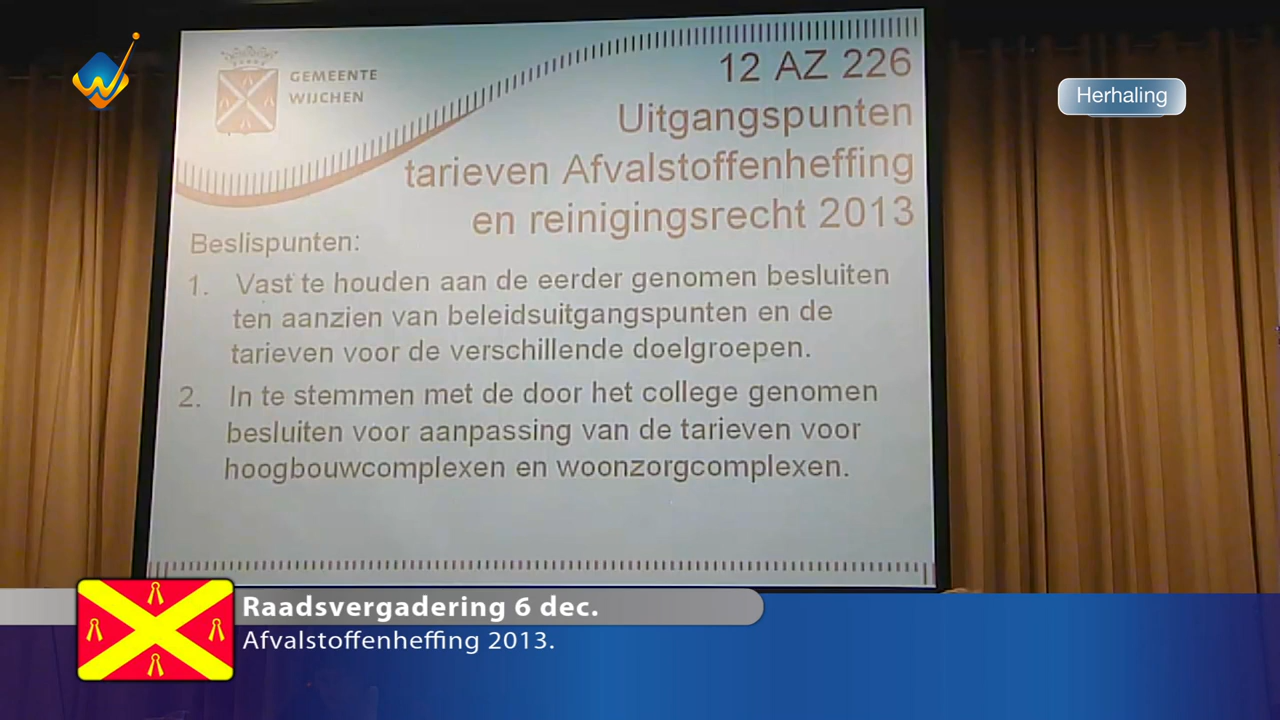 GEMEENTE
WIJCHEN
12 AZ 226
Uitgangspunten
tarieven Afvalstoffenheffing
en reinigingsrecht 2013
Herhaling
Beslispunten:
1. Vast te houden aan de eerder genomen besluiten
ten aanzien van beleidsuitgangspunten en de
tarieven voor de verschillende doelgroepen.
2. In te stemmen met de door het college genomen
besluiten voor aanpassing van de tarieven voor
hoogbouwcomplexen en woonzorgcomplexen.
Raadsvergadering 6 dec.
Afvalstoffenheffing 2013.